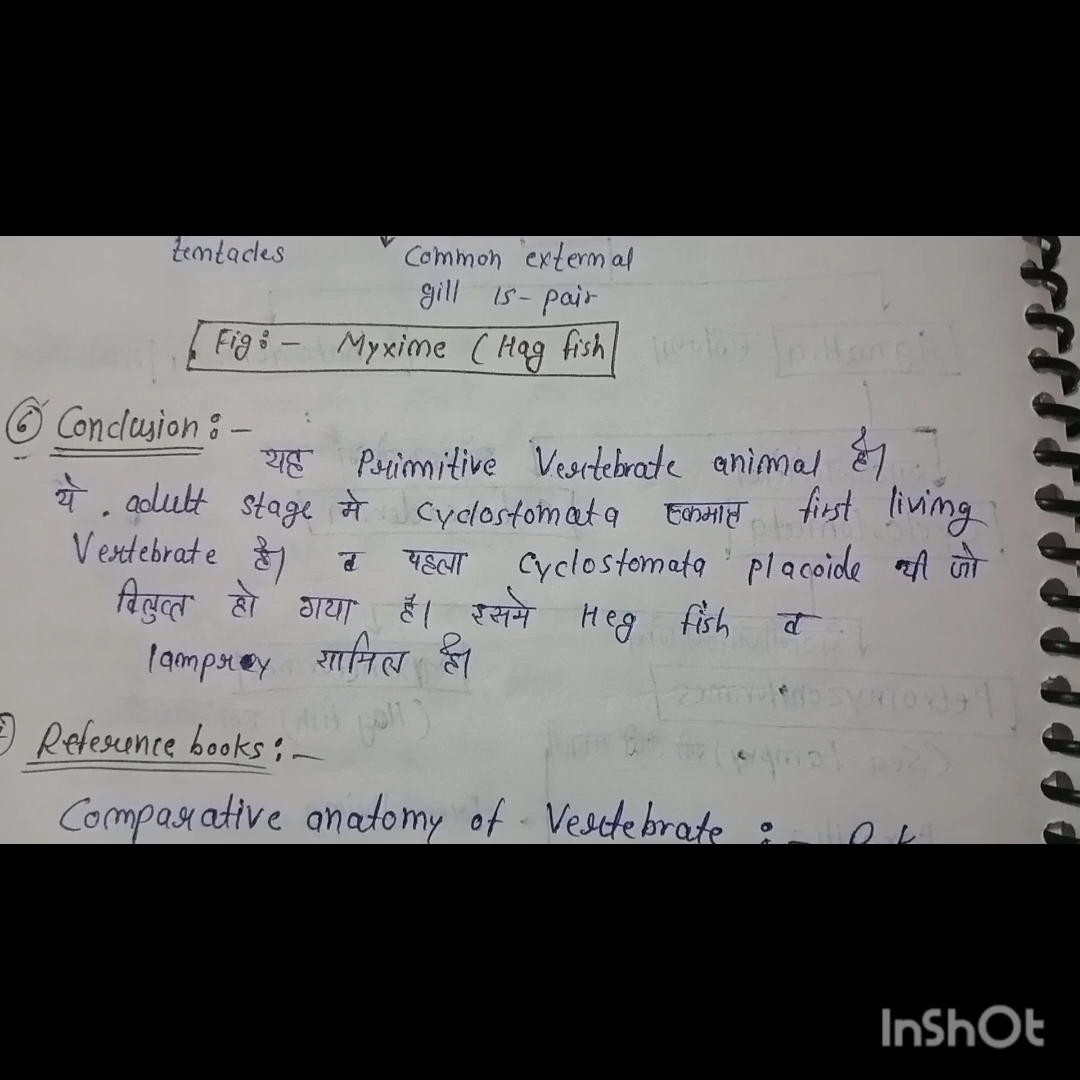 tentacles
Common external
gill 15-pair
Fig:- Myxime (Hag fish
6 Conclusion:-
यह Primitive Vertebrate animal है।
ये . adult stage मे Cyclostomata एकमात्र first living
Vertebrate है। व पहला Cyclostomata placoide थी जो
विलुप्त हो गया है। इसमे Heg fish व
lamprey शामिल है।
Reference books:-
Comparative anatomy of Vertebrate :-
InShOt